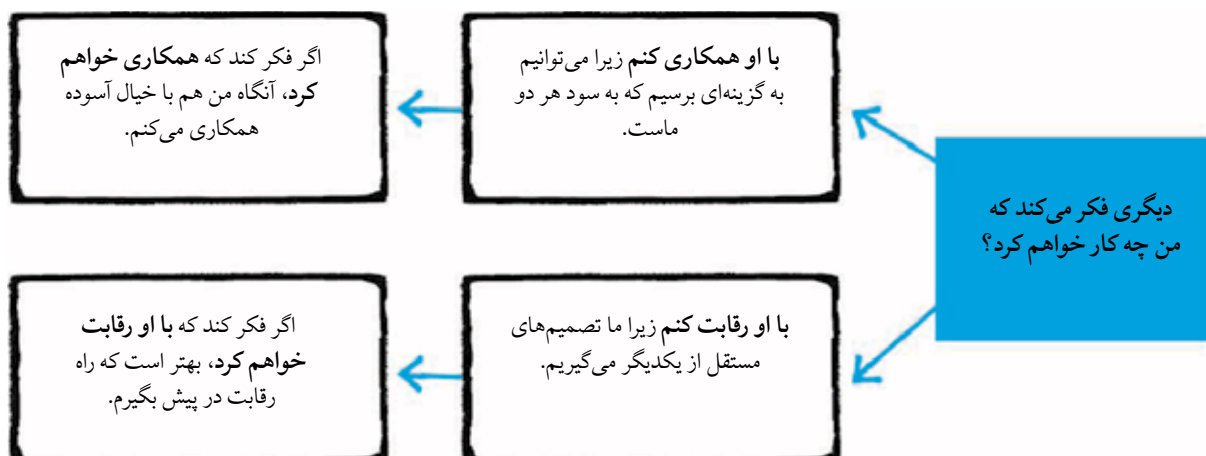 دیگری فکر می‌کند که
من چه کار خواهم کرد؟
با او همکاری کنم زیرا می‌توانیم
به گزینه‌ای برسیم که به سود هر دو
ماست.
اگر فکر کند که همکاری خواهم
کرد، آنگاه من هم با خیال آسوده
همکاری می‌کنم.
با او رقابت کنم زیرا ما تصمیم‌های
مستقل از یکدیگر می‌گیریم.
اگر فکر کند که با او رقابت
خواهم کرد، بهتر است که راه
رقابت در پیش بگیرم.